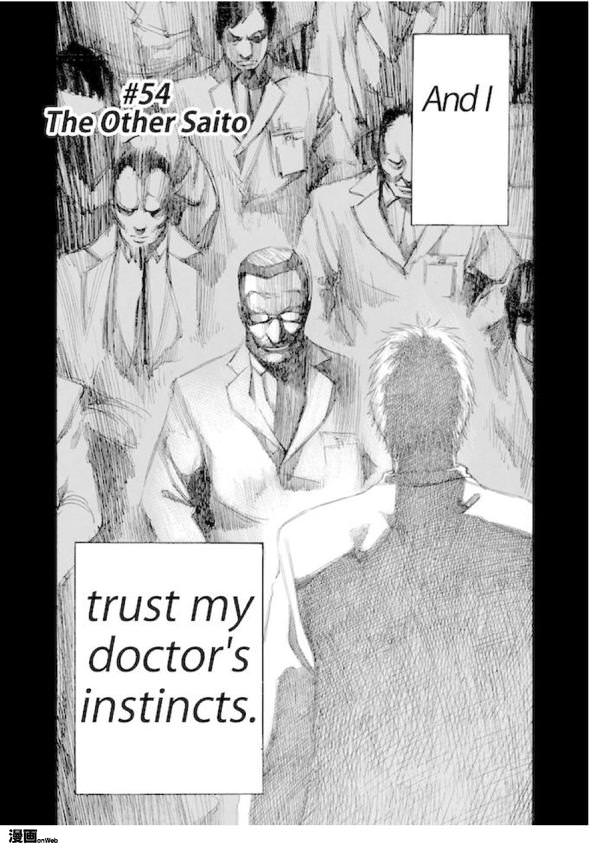 And I
#54
The Other Saito
trust my
doctor's
instincts.
漫画onWeb